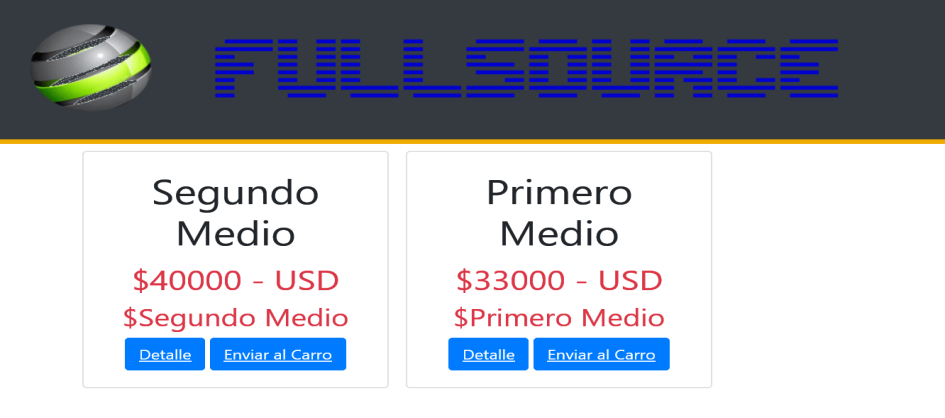 FULLSOURCE
Segundo
Medio
$40000 - USD
$Segundo Medio
Detalle Enviar al Carro
Primero
Medio
$33000 - USD
$Primero Medio
Detalle Enviar al Carro